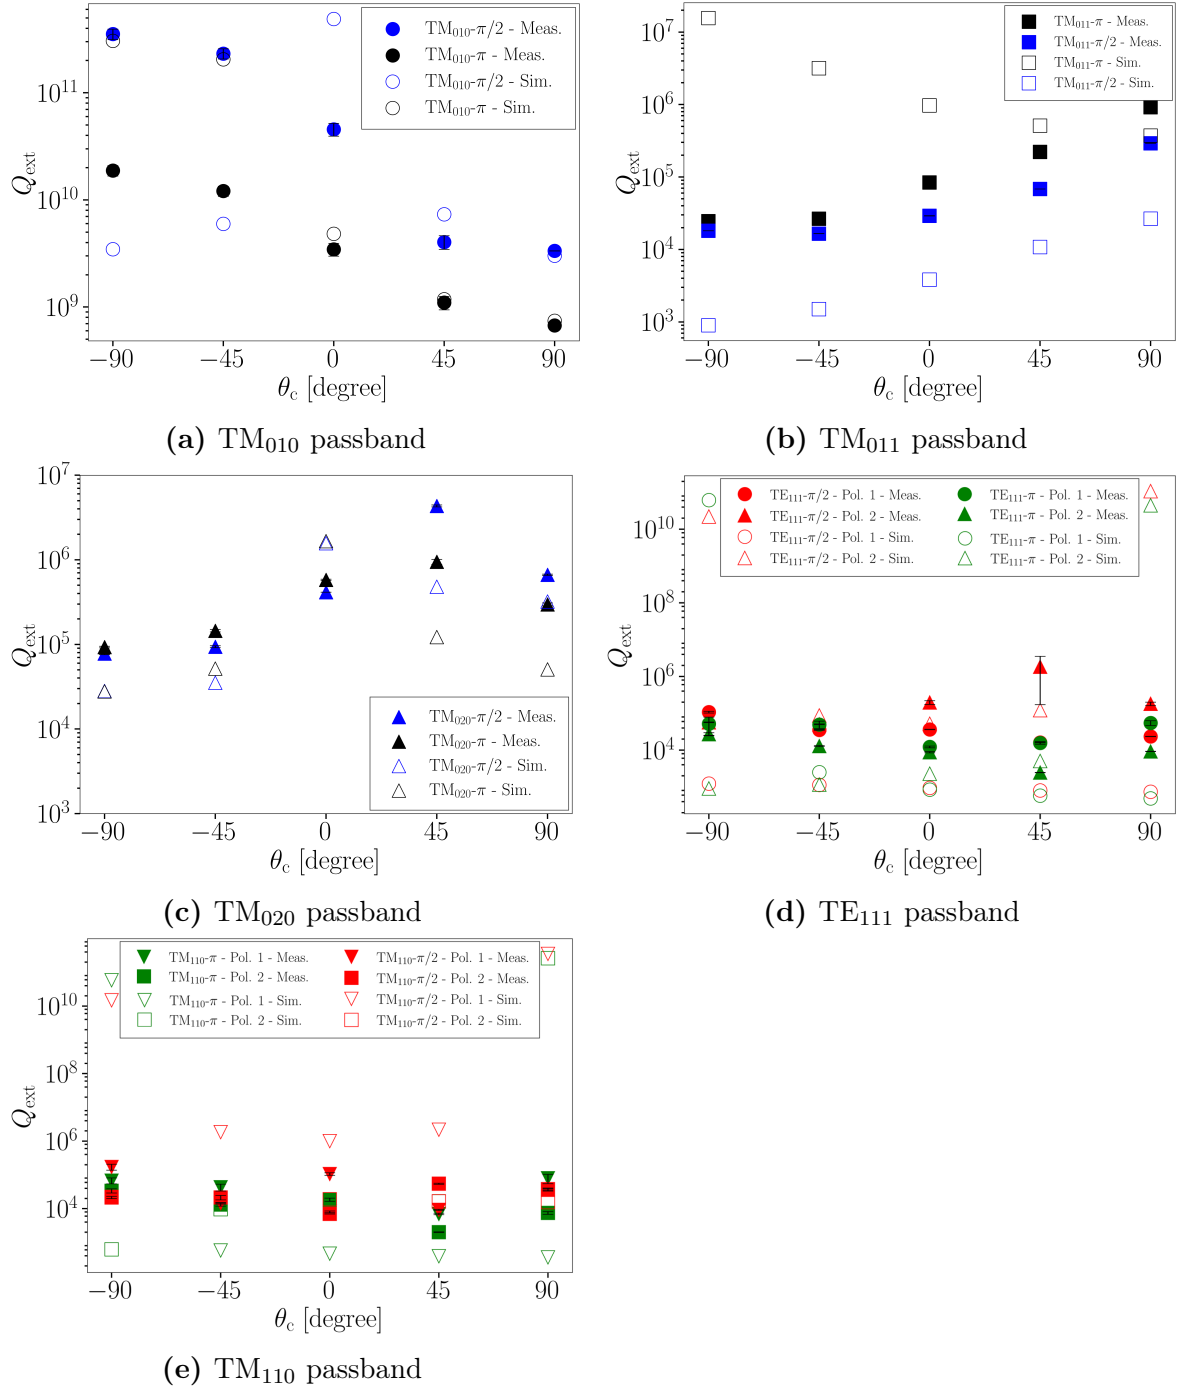 10¹¹
10¹⁰
10⁹
Q_ext
TM₀₁₀-π/2 - Meas.
TM₀₁₀-π - Meas.
TM₀₁₀-π/2 - Sim.
TM₀₁₀-π - Sim.
−90 −45 0 45 90
θ_c [degree]
(a) TM₀₁₀ passband
10⁷
10⁶
10⁵
10⁴
10³
Q_ext
TM₀₁₁-π - Meas.
TM₀₁₁-π/2 - Meas.
TM₀₁₁-π - Sim.
TM₀₁₁-π/2 - Sim.
−90 −45 0 45 90
θ_c [degree]
(b) TM₀₁₁ passband
10⁷
10⁶
10⁵
10⁴
10³
Q_ext
TM₀₂₀-π/2 - Meas.
TM₀₂₀-π - Meas.
TM₀₂₀-π/2 - Sim.
TM₀₂₀-π - Sim.
−90 −45 0 45 90
θ_c [degree]
(c) TM₀₂₀ passband
10¹⁰
10⁸
10⁶
10⁴
Q_ext
TE₁₁₁-π/2 - Pol. 1 - Meas. TE₁₁₁-π - Pol. 1 - Meas.
TE₁₁₁-π/2 - Pol. 2 - Meas. TE₁₁₁-π - Pol. 2 - Meas.
TE₁₁₁-π/2 - Pol. 1 - Sim. TE₁₁₁-π - Pol. 1 - Sim.
TE₁₁₁-π/2 - Pol. 2 - Sim. TE₁₁₁-π - Pol. 2 - Sim.
−90 −45 0 45 90
θ_c [degree]
(d) TE₁₁₁ passband
10¹⁰
10⁸
10⁶
10⁴
Q_ext
TM₁₁₀-π - Pol. 1 - Meas. TM₁₁₀-π/2 - Pol. 1 - Meas.
TM₁₁₀-π - Pol. 2 - Meas. TM₁₁₀-π/2 - Pol. 2 - Meas.
TM₁₁₀-π - Pol. 1 - Sim. TM₁₁₀-π/2 - Pol. 1 - Sim.
TM₁₁₀-π - Pol. 2 - Sim. TM₁₁₀-π/2 - Pol. 2 - Sim.
−90 −45 0 45 90
θ_c [degree]
(e) TM₁₁₀ passband